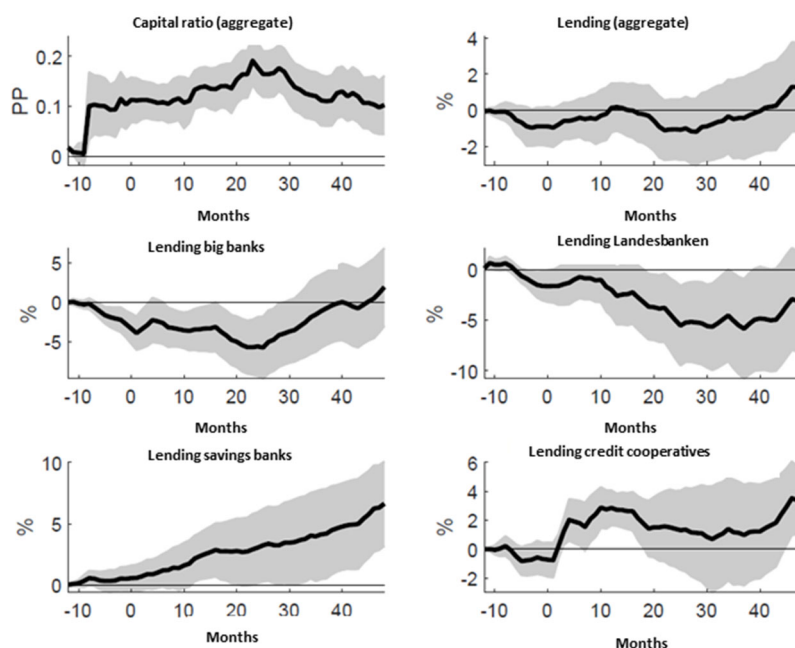 Capital ratio (aggregate)
PP
0.2
0.1
0
-10 0 10 20 30 40
Months
Lending (aggregate)
%
4
2
0
-2
-10 0 10 20 30 40
Months
Lending big banks
%
5
0
-5
-10 0 10 20 30 40
Months
Lending Landesbanken
%
0
-5
-10
-10 0 10 20 30 40
Months
Lending savings banks
%
10
5
0
-10 0 10 20 30 40
Months
Lending credit cooperatives
%
6
4
2
0
-2
-10 0 10 20 30 40
Months